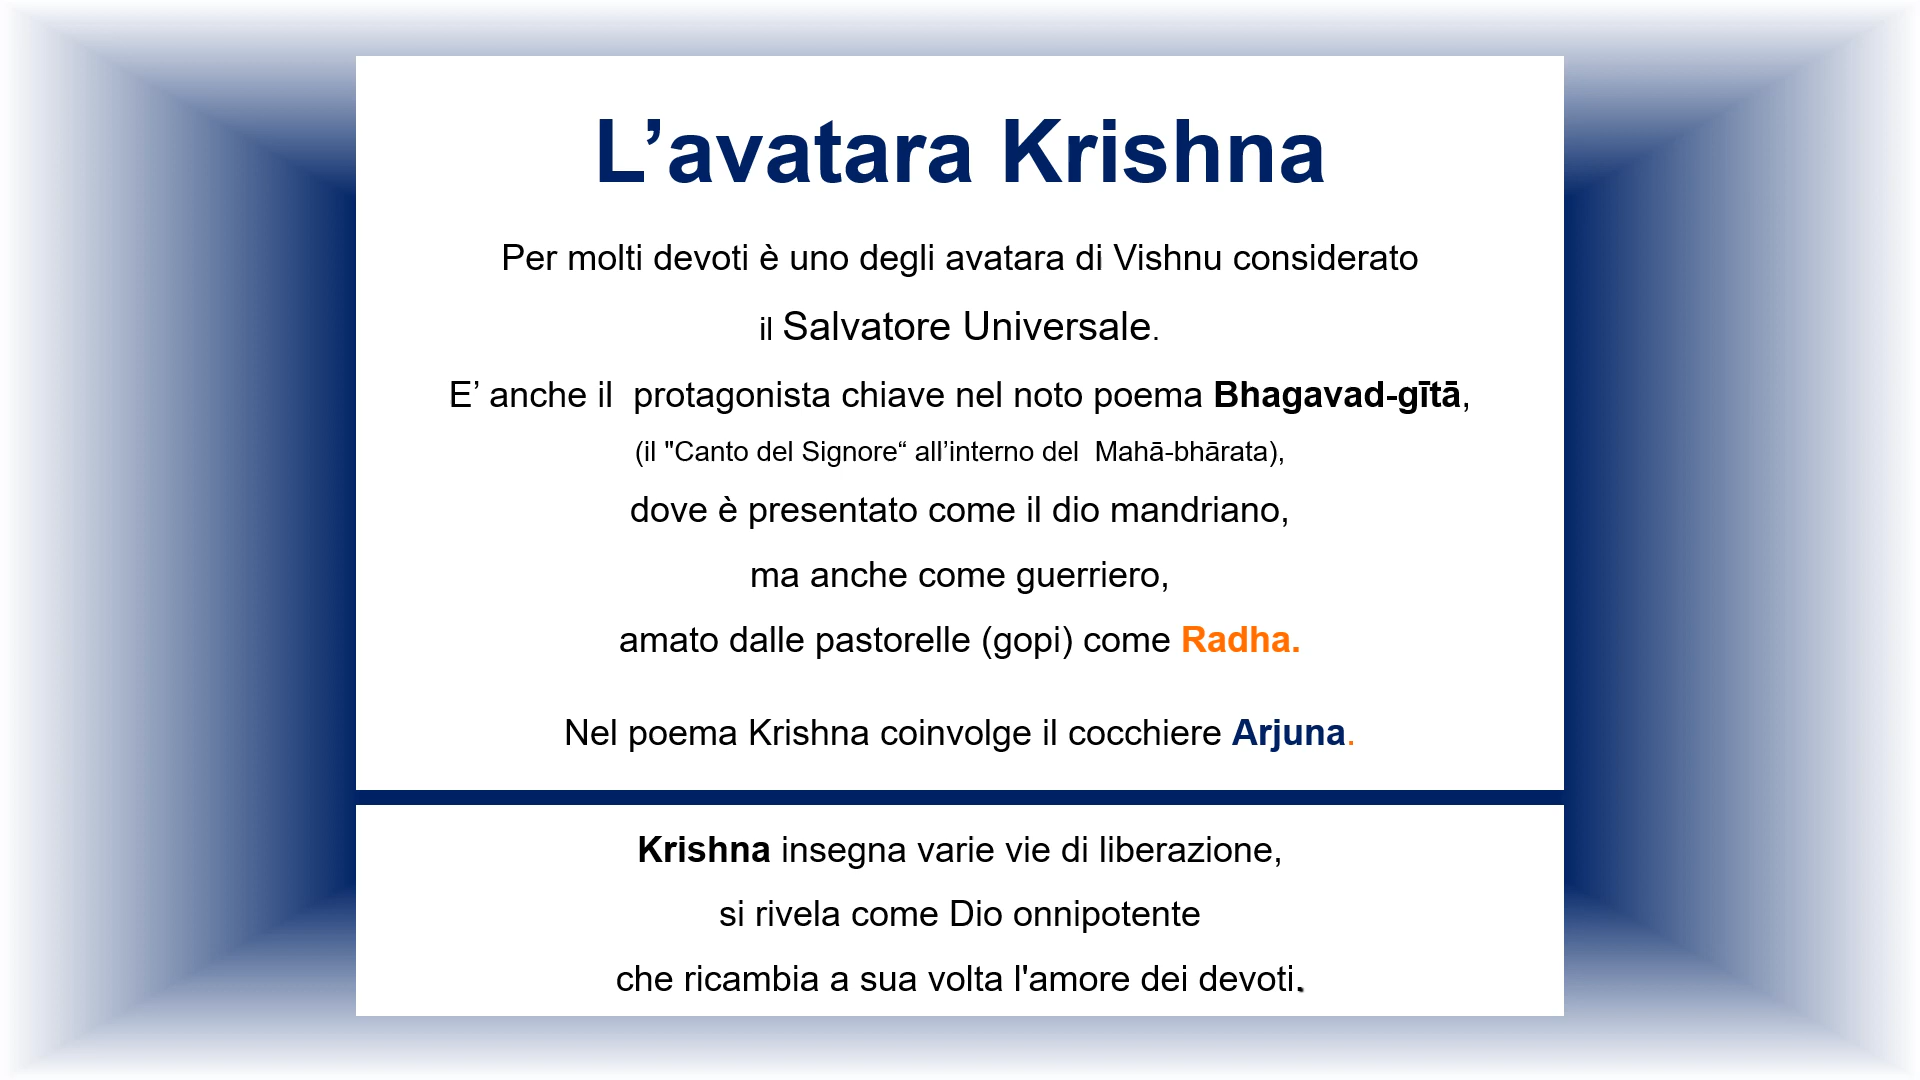 L’avatara Krishna
Per molti devoti è uno degli avatara di Vishnu considerato
il Salvatore Universale.
E’ anche il  protagonista chiave nel noto poema Bhagavad-gītā,
(il "Canto del Signore“ all’interno del  Mahā-bhārata),
dove è presentato come il dio mandriano,
ma anche come guerriero,
amato dalle pastorelle (gopi) come Radha.
Nel poema Krishna coinvolge il cocchiere Arjuna.
Krishna insegna varie vie di liberazione,
si rivela come Dio onnipotente
che ricambia a sua volta l'amore dei devoti.